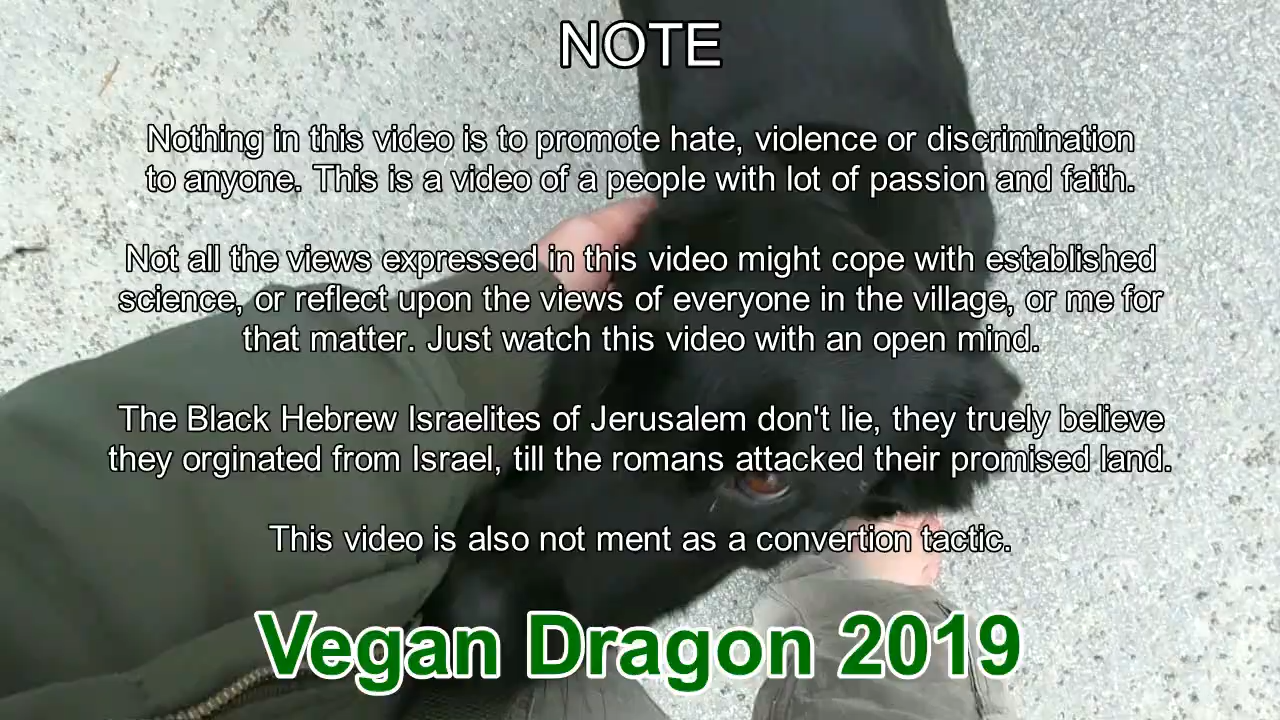 NOTE
Nothing in this video is to promote hate, violence or discrimination
to anyone. This is a video of a people with lot of passion and faith.
Not all the views expressed in this video might cope with established
science, or reflect upon the views of everyone in the village, or me for
that matter. Just watch this video with an open mind.
The Black Hebrew Israelites of Jerusalem don't lie, they truely believe
they orginated from Israel, till the romans attacked their promised land.
This video is also not ment as a convertion tactic.
Vegan Dragon 2019